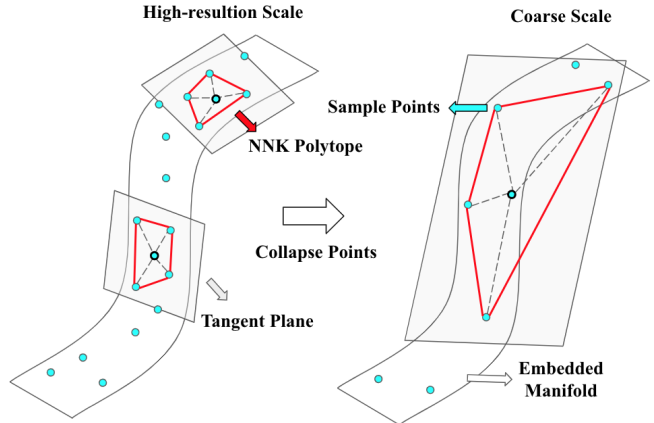 High-resultion Scale
Coarse Scale
Sample Points
NNK Polytope
Collapse Points
Tangent Plane
Embedded
Manifold